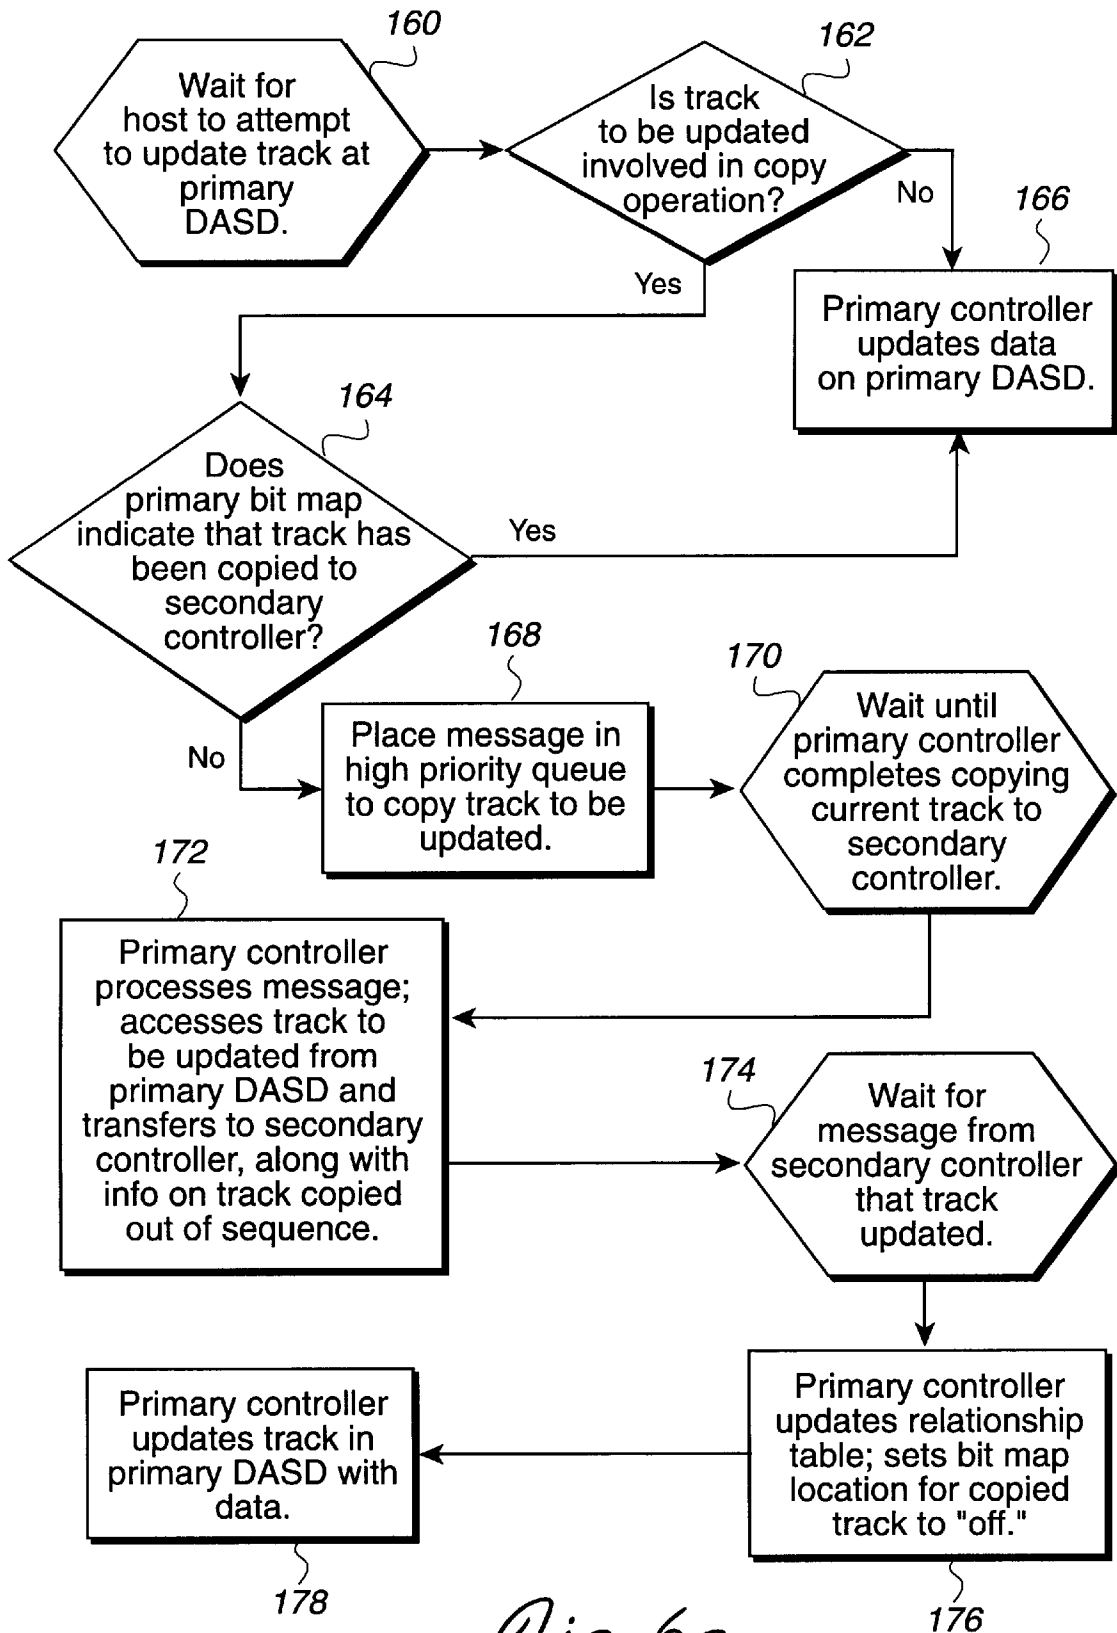 160
Wait for
host to attempt
to update track at
primary
DASD.
162
Is track
to be updated
involved in copy
operation?
No
Yes
166
Primary controller
updates data
on primary DASD.
164
Does
primary bit map
indicate that track has
been copied to
secondary
controller?
Yes
No
168
Place message in
high priority queue
to copy track to be
updated.
170
Wait until
primary controller
completes copying
current track to
secondary
controller.
172
Primary controller
processes message;
accesses track to
be updated from
primary DASD and
transfers to secondary
controller, along with
info on track copied
out of sequence.
174
Wait for
message from
secondary controller
that track
updated.
Primary controller
updates relationship
table; sets bit map
location for copied
track to "off."
176
Primary controller
updates track in
primary DASD with
data.
178